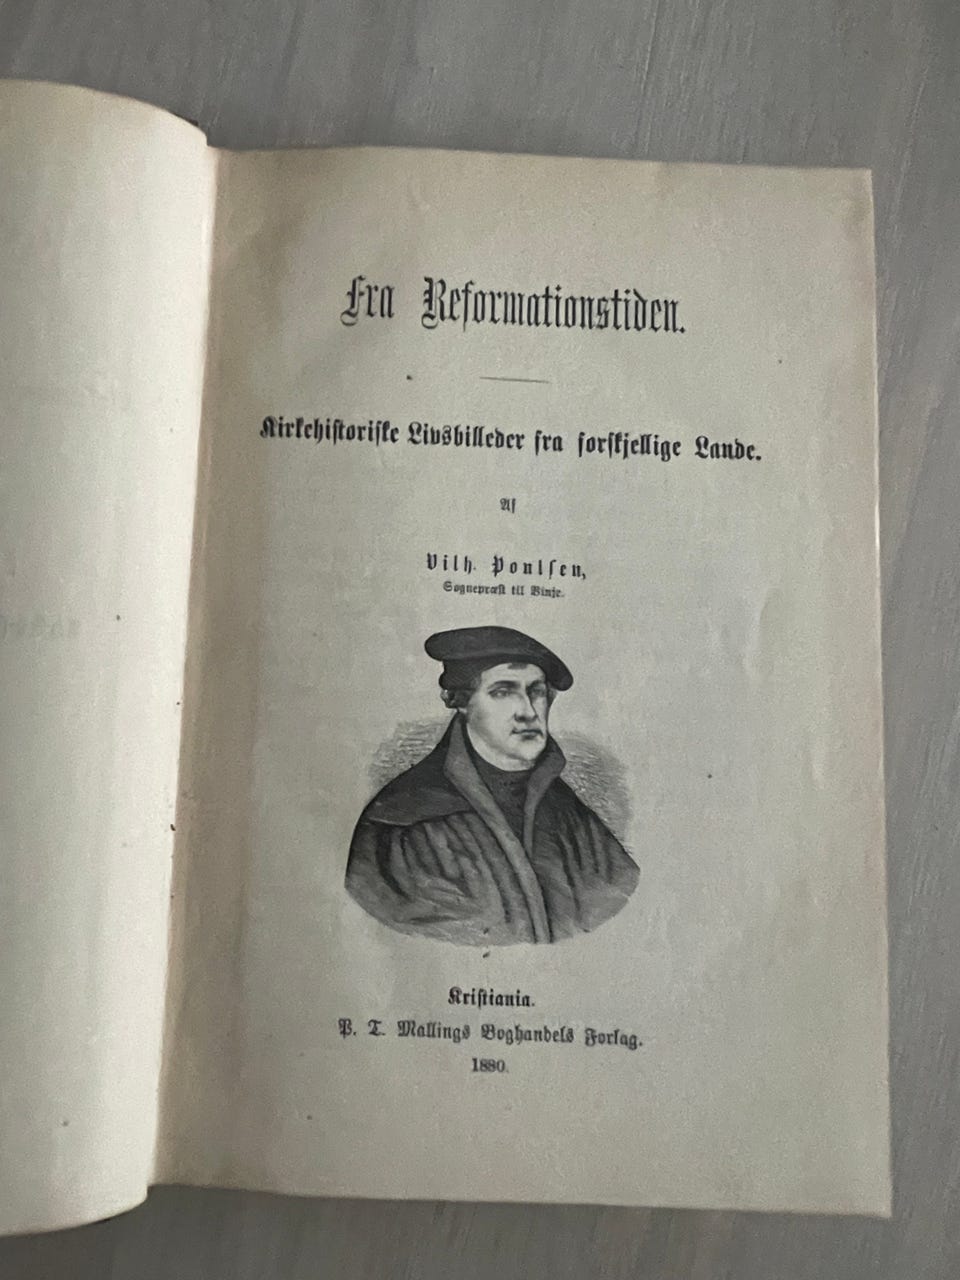 Fra Reformationstiden.
Kirkehistoriske Livsbilleder fra forskjellige Lande.
Af
Vilh. Poulsen,
Sognepræst til Vinje.
Kristiania.
P. T. Mallings Boghandels Forlag.
1880.